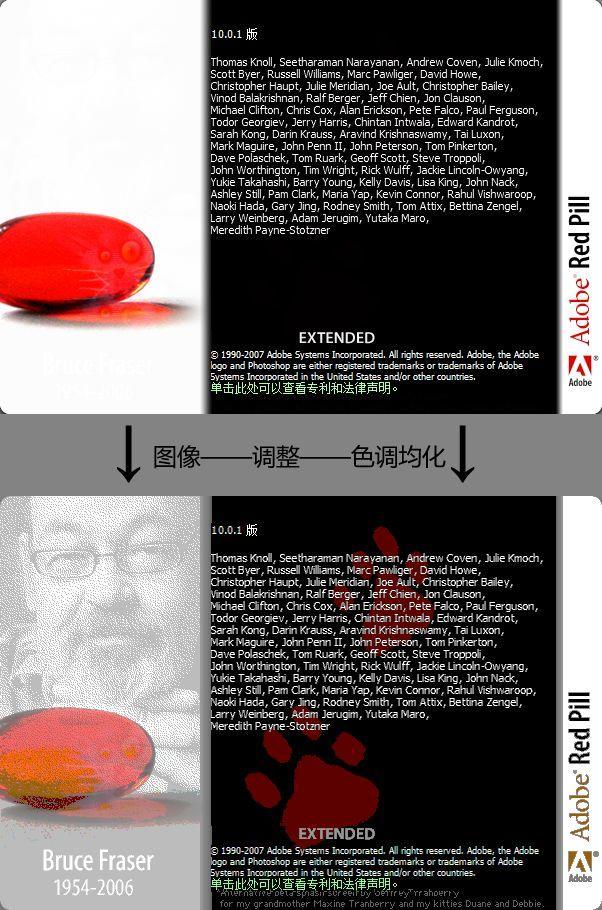 10.0.1 版
Thomas Knoll, Seetharaman Narayanan, Andrew Coven, Julie Kmoch,
Scott Byer, Russell Williams, Marc Pawliger, David Howe,
Christopher Haupt, Julie Meridian, Joe Ault, Christopher Bailey,
Vinod Balakrishnan, Ralf Berger, Jeff Chien, Jon Clauson,
Michael Clifton, Chris Cox, Alan Erickson, Pete Falco, Paul Ferguson,
Todor Georgiev, Jerry Harris, Chintan Intwala, Edward Kandrot,
Sarah Kong, Darin Krauss, Aravind Krishnaswamy, Tai Luxon,
Mark Maguire, John Penn II, John Peterson, Tom Pinkerton,
Dave Polaschek, Tom Ruark, Geoff Scott, Steve Troppoli,
John Worthington, Tim Wright, Rick Wulff, Jackie Lincoln-Owyang,
Yukie Takahashi, Barry Young, Kelly Davis, Lisa King, John Nack,
Ashley Still, Pam Clark, Maria Yap, Kevin Connor, Rahul Vishwaroop,
Naoki Hada, Gary Jing, Rodney Smith, Tom Attix, Bettina Zengel,
Larry Weinberg, Adam Jerugim, Yutaka Maro,
Meredith Payne-Stotzner
EXTENDED
© 1990-2007 Adobe Systems Incorporated. All rights reserved. Adobe, the Adobe
logo and Photoshop are either registered trademarks or trademarks of Adobe
Systems Incorporated in the United States and/or other countries.
单击此处可以查看专利和法律声明。
Bruce Fraser
Adobe® Red Pill
Adobe
图像——调整——色调均化
10.0.1 版
Thomas Knoll, Seetharaman Narayanan, Andrew Coven, Julie Kmoch,
Scott Byer, Russell Williams, Marc Pawliger, David Howe,
Christopher Haupt, Julie Meridian, Joe Ault, Christopher Bailey,
Vinod Balakrishnan, Ralf Berger, Jeff Chien, Jon Clauson,
Michael Clifton, Chris Cox, Alan Erickson, Pete Falco, Paul Ferguson,
Todor Georgiev, Jerry Harris, Chintan Intwala, Edward Kandrot,
Sarah Kong, Darin Krauss, Aravind Krishnaswamy, Tai Luxon,
Mark Maguire, John Penn II, John Peterson, Tom Pinkerton,
Dave Polaschek, Tom Ruark, Geoff Scott, Steve Troppoli,
John Worthington, Tim Wright, Rick Wulff, Jackie Lincoln-Owyang,
Yukie Takahashi, Barry Young, Kelly Davis, Lisa King, John Nack,
Ashley Still, Pam Clark, Maria Yap, Kevin Connor, Rahul Vishwaroop,
Naoki Hada, Gary Jing, Rodney Smith, Tom Attix, Bettina Zengel,
Larry Weinberg, Adam Jerugim, Yutaka Maro,
Meredith Payne-Stotzner
EXTENDED
© 1990-2007 Adobe Systems Incorporated. All rights reserved. Adobe, the Adobe
logo and Photoshop are either registered trademarks or trademarks of Adobe
Systems Incorporated in the United States and/or other countries.
单击此处可以查看专利和法律声明。
for my grandmother Maxine Tranberry and my kitties Duane and Debbie.
Bruce Fraser
1954-2006
Adobe® Red Pill
Adobe